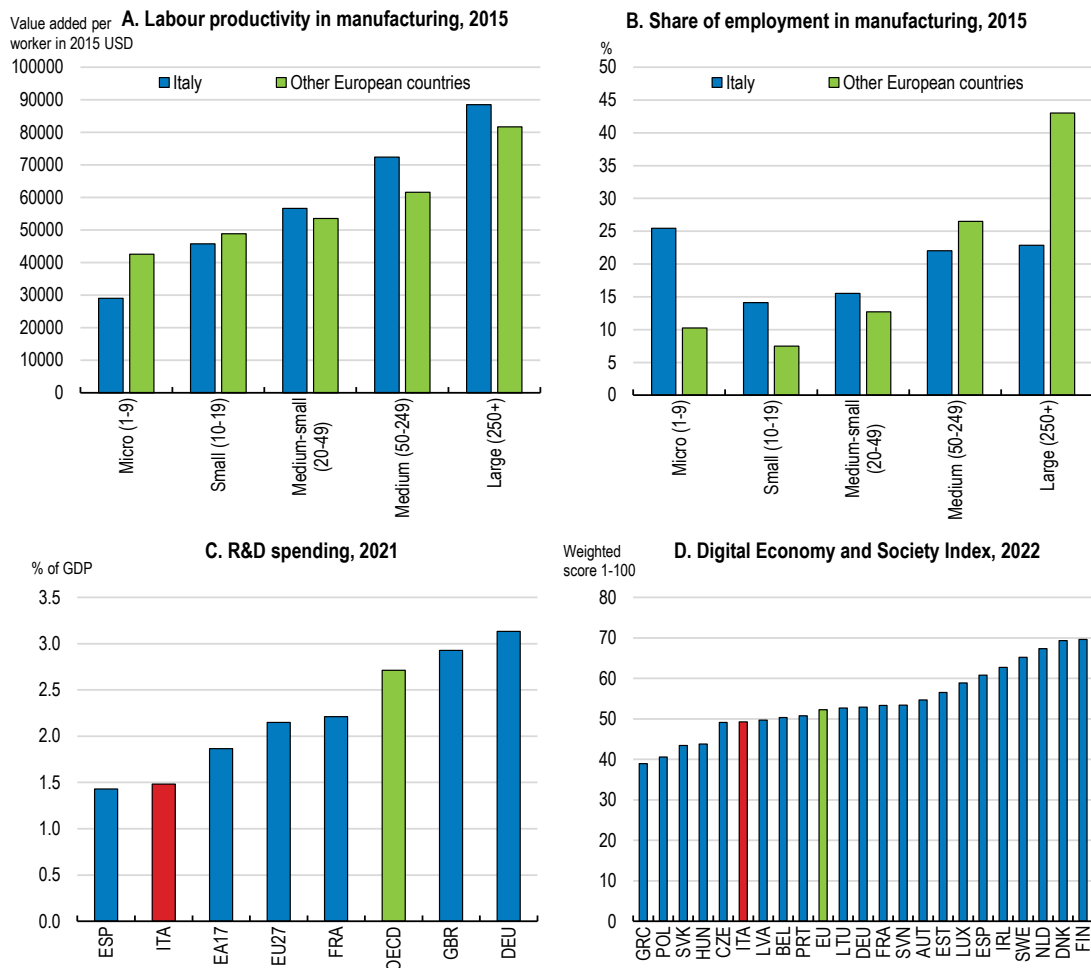 A. Labour productivity in manufacturing, 2015
Value added per
worker in 2015 USD
100000
90000
80000
70000
60000
50000
40000
30000
20000
10000
0
Italy
Other European countries
Micro (1-9)
Small (10-19)
Medium-small
(20-49)
Medium (50-249)
Large (250+)
B. Share of employment in manufacturing, 2015
%
50
45
40
35
30
25
20
15
10
5
0
Italy
Other European countries
Micro (1-9)
Small (10-19)
Medium-small
(20-49)
Medium (50-249)
Large (250+)
C. R&D spending, 2021
% of GDP
3.5
3.0
2.5
2.0
1.5
1.0
0.5
0.0
ESP
ITA
EA17
EU27
FRA
OECD
GBR
DEU
D. Digital Economy and Society Index, 2022
Weighted
score 1-100
80
70
60
50
40
30
20
10
0
GRC
POL
SVK
HUN
CZE
ITA
LVA
BEL
PRT
EU
LTU
DEU
FRA
SVN
AUT
EST
LUX
ESP
IRL
SWE
NLD
DNK
FIN